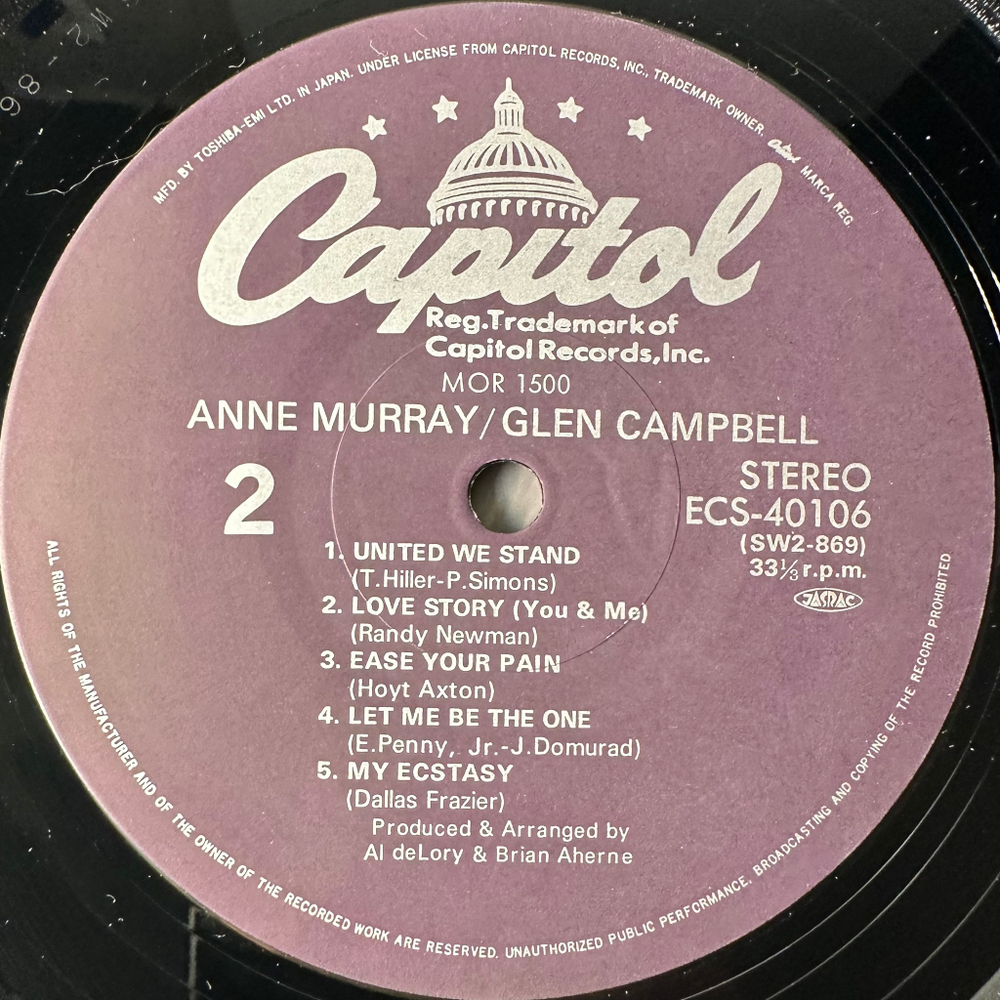 MFD. BY TOSHIBA-EMI LTD. IN JAPAN. UNDER LICENSE FROM CAPITOL RECORDS, INC., TRADEMARK OWNER. Capitol MARCA REG.
Capitol
Reg.Trademark of
Capitol Records,Inc.
MOR 1500
ANNE MURRAY/GLEN CAMPBELL
2
STEREO
ECS-40106
(SW2-869)
33⅓ r.p.m.
JASRAC
1. UNITED WE STAND
(T.Hiller-P.Simons)
2. LOVE STORY (You & Me)
(Randy Newman)
3. EASE YOUR PAIN
(Hoyt Axton)
4. LET ME BE THE ONE
(E.Penny, Jr.-J.Domurad)
5. MY ECSTASY
(Dallas Frazier)
Produced & Arranged by
Al deLory & Brian Aherne
ALL RIGHTS OF THE MANUFACTURER AND OF THE OWNER OF THE RECORDED WORK ARE RESERVED. UNAUTHORIZED PUBLIC PERFORMANCE, BROADCASTING AND COPYING OF THE RECORD PROHIBITED